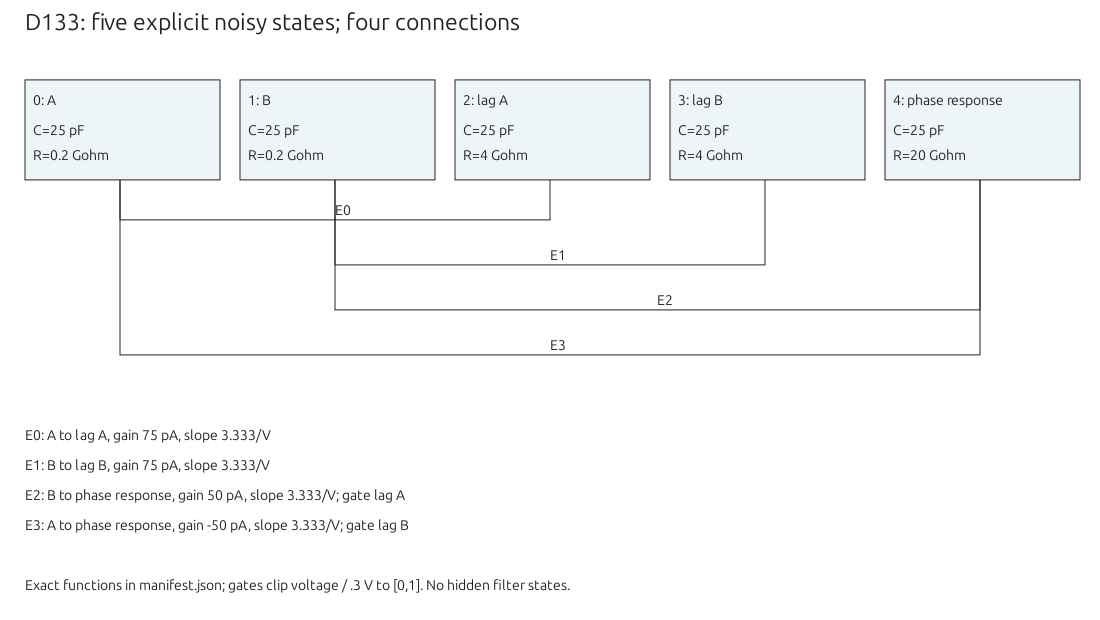 D133: five explicit noisy states; four connections
0: A
C=25 pF
R=0.2 Gohm
1: B
C=25 pF
R=0.2 Gohm
2: lag A
C=25 pF
R=4 Gohm
3: lag B
C=25 pF
R=4 Gohm
4: phase response
C=25 pF
R=20 Gohm
E0
E1
E2
E3
E0: A to lag A, gain 75 pA, slope 3.333/V
E1: B to lag B, gain 75 pA, slope 3.333/V
E2: B to phase response, gain 50 pA, slope 3.333/V; gate lag A
E3: A to phase response, gain -50 pA, slope 3.333/V; gate lag B
Exact functions in manifest.json; gates clip voltage / .3 V to [0,1]. No hidden filter states.